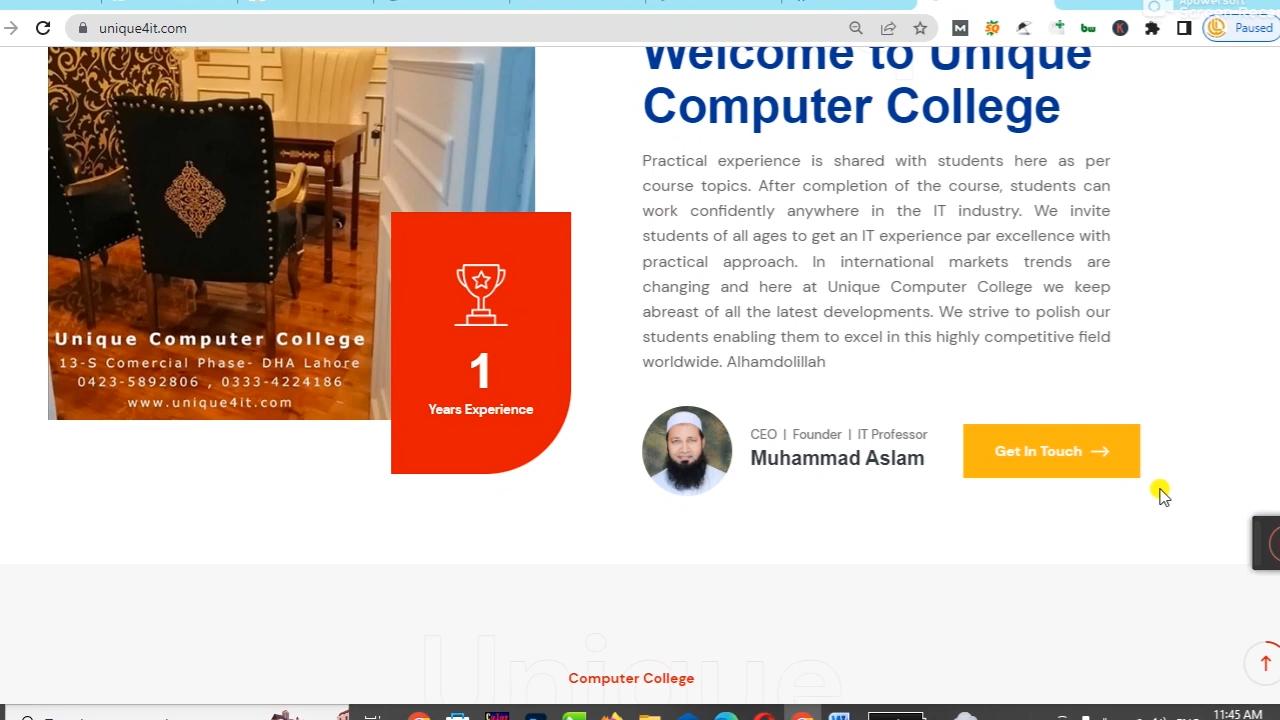 unique4it.com
Paused
Welcome to Unique
Computer College
Practical experience is shared with students here as per
course topics. After completion of the course, students can
work confidently anywhere in the IT industry. We invite
students of all ages to get an IT experience par excellence with
practical approach. In international markets trends are
changing and here at Unique Computer College we keep
abreast of all the latest developments. We strive to polish our
students enabling them to excel in this highly competitive field
worldwide. Alhamdolillah
Unique Computer College
13-S Comercial Phase- DHA Lahore
0423-5892806 , 0333-4224186
www.unique4it.com
1
Years Experience
CEO | Founder | IT Professor
Muhammad Aslam
Get In Touch
Unique
Computer College
11:45 AM